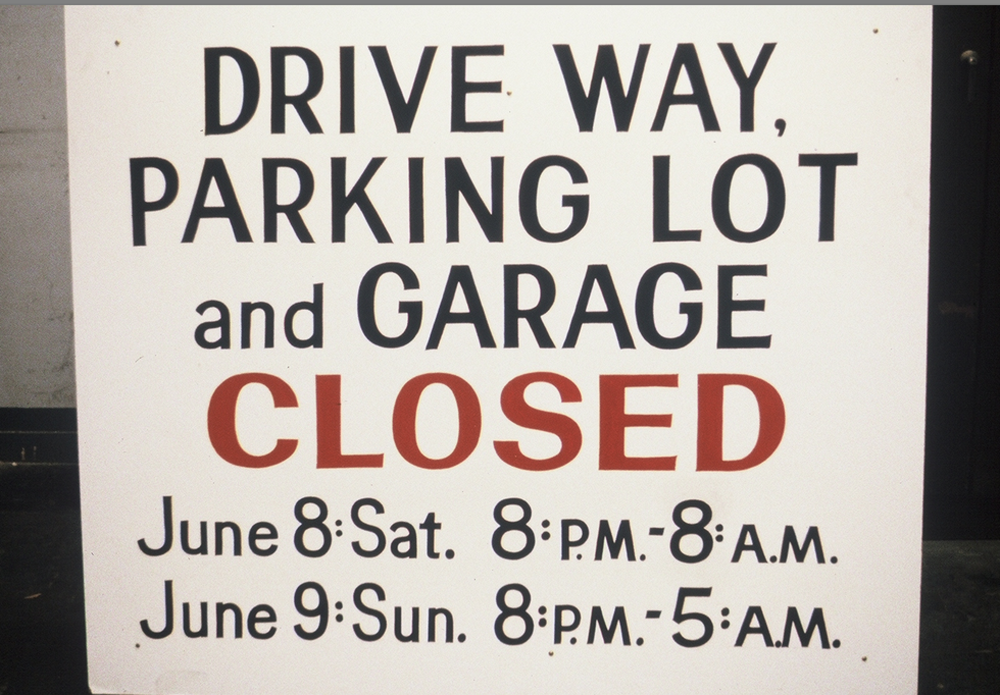 DRIVE WAY,
PARKING LOT
and GARAGE
CLOSED
June 8:Sat. 8:P.M.-8:A.M.
June 9:Sun. 8:P.M.-5:A.M.